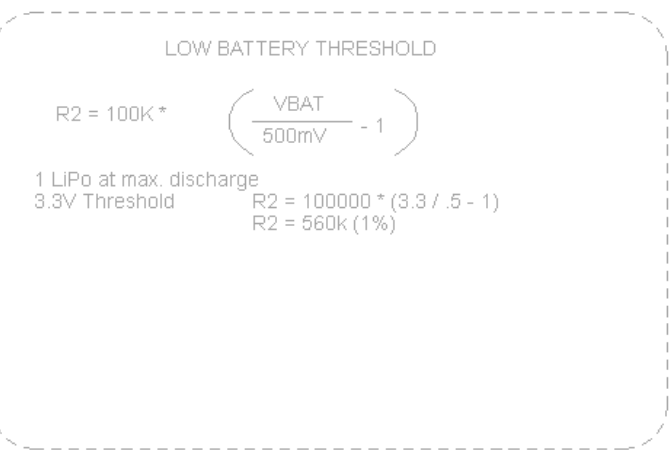 LOW BATTERY THRESHOLD
R2 = 100K * ( VBAT / 500mV - 1 )
1 LiPo at max. discharge
3.3V Threshold R2 = 100000 * (3.3 / .5 - 1)
R2 = 560k (1%)